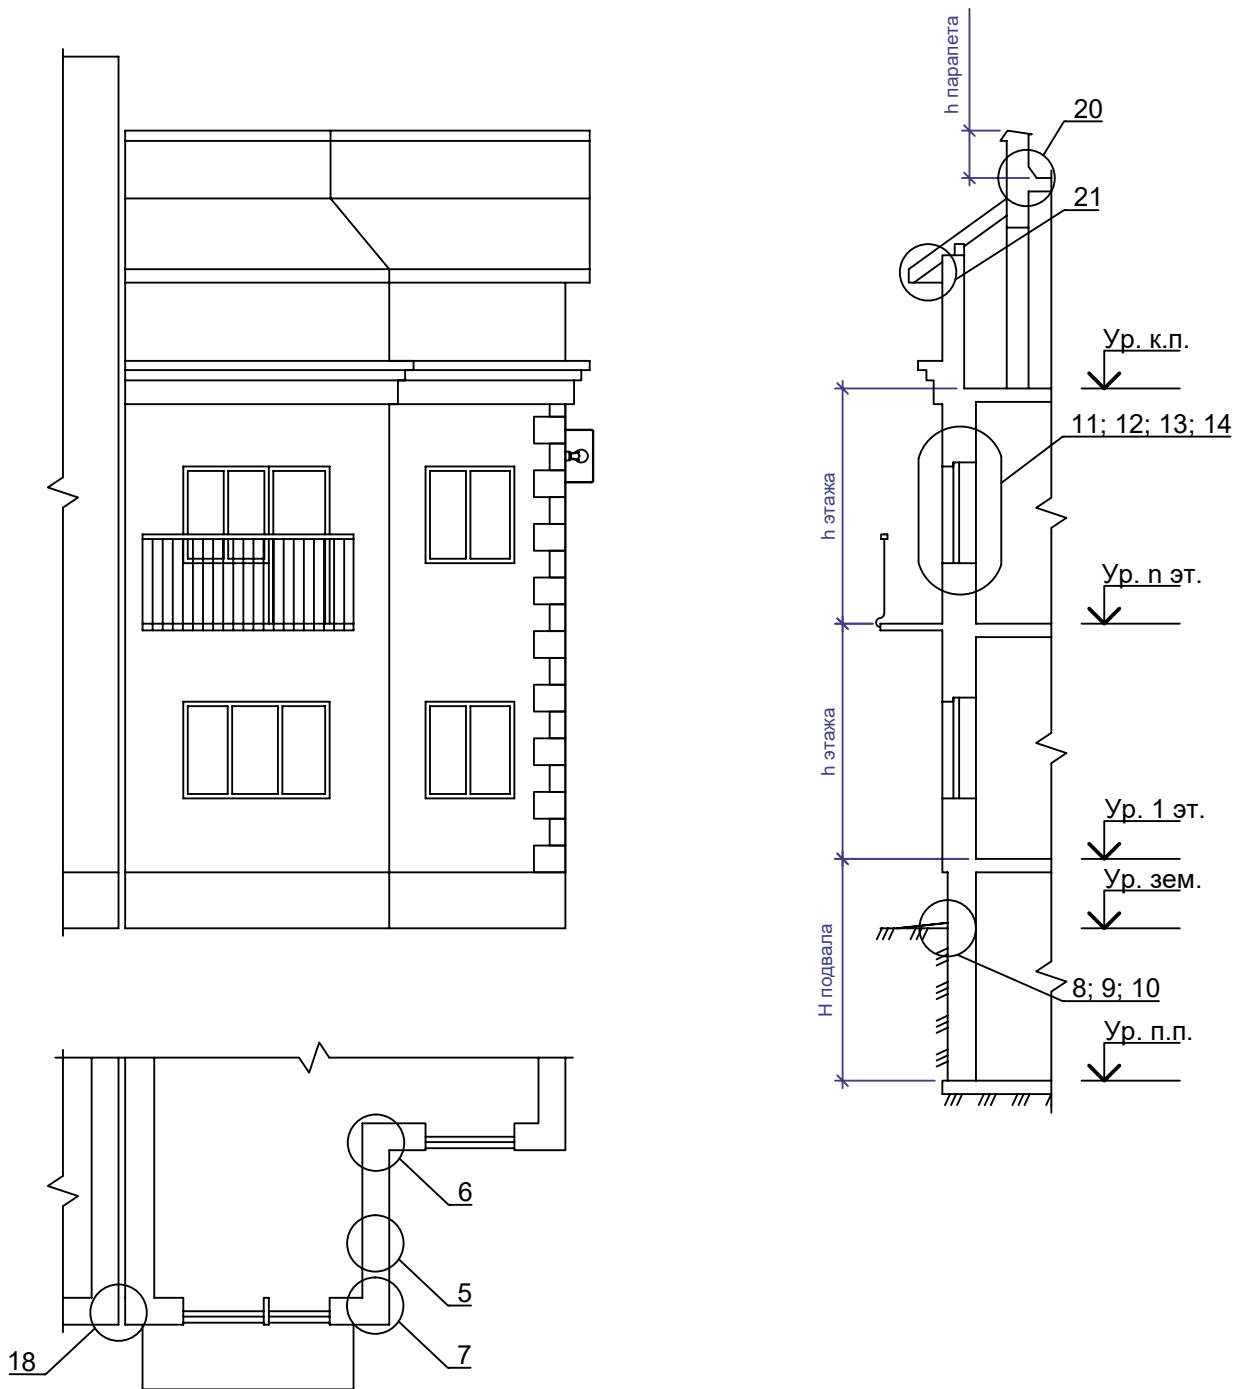 h парапета
20
21
Ур. к.п.
11; 12; 13; 14
h этажа
Ур. n эт.
h этажа
Ур. 1 эт.
Ур. зем.
H подвала
8; 9; 10
Ур. п.п.
6
5
7
18